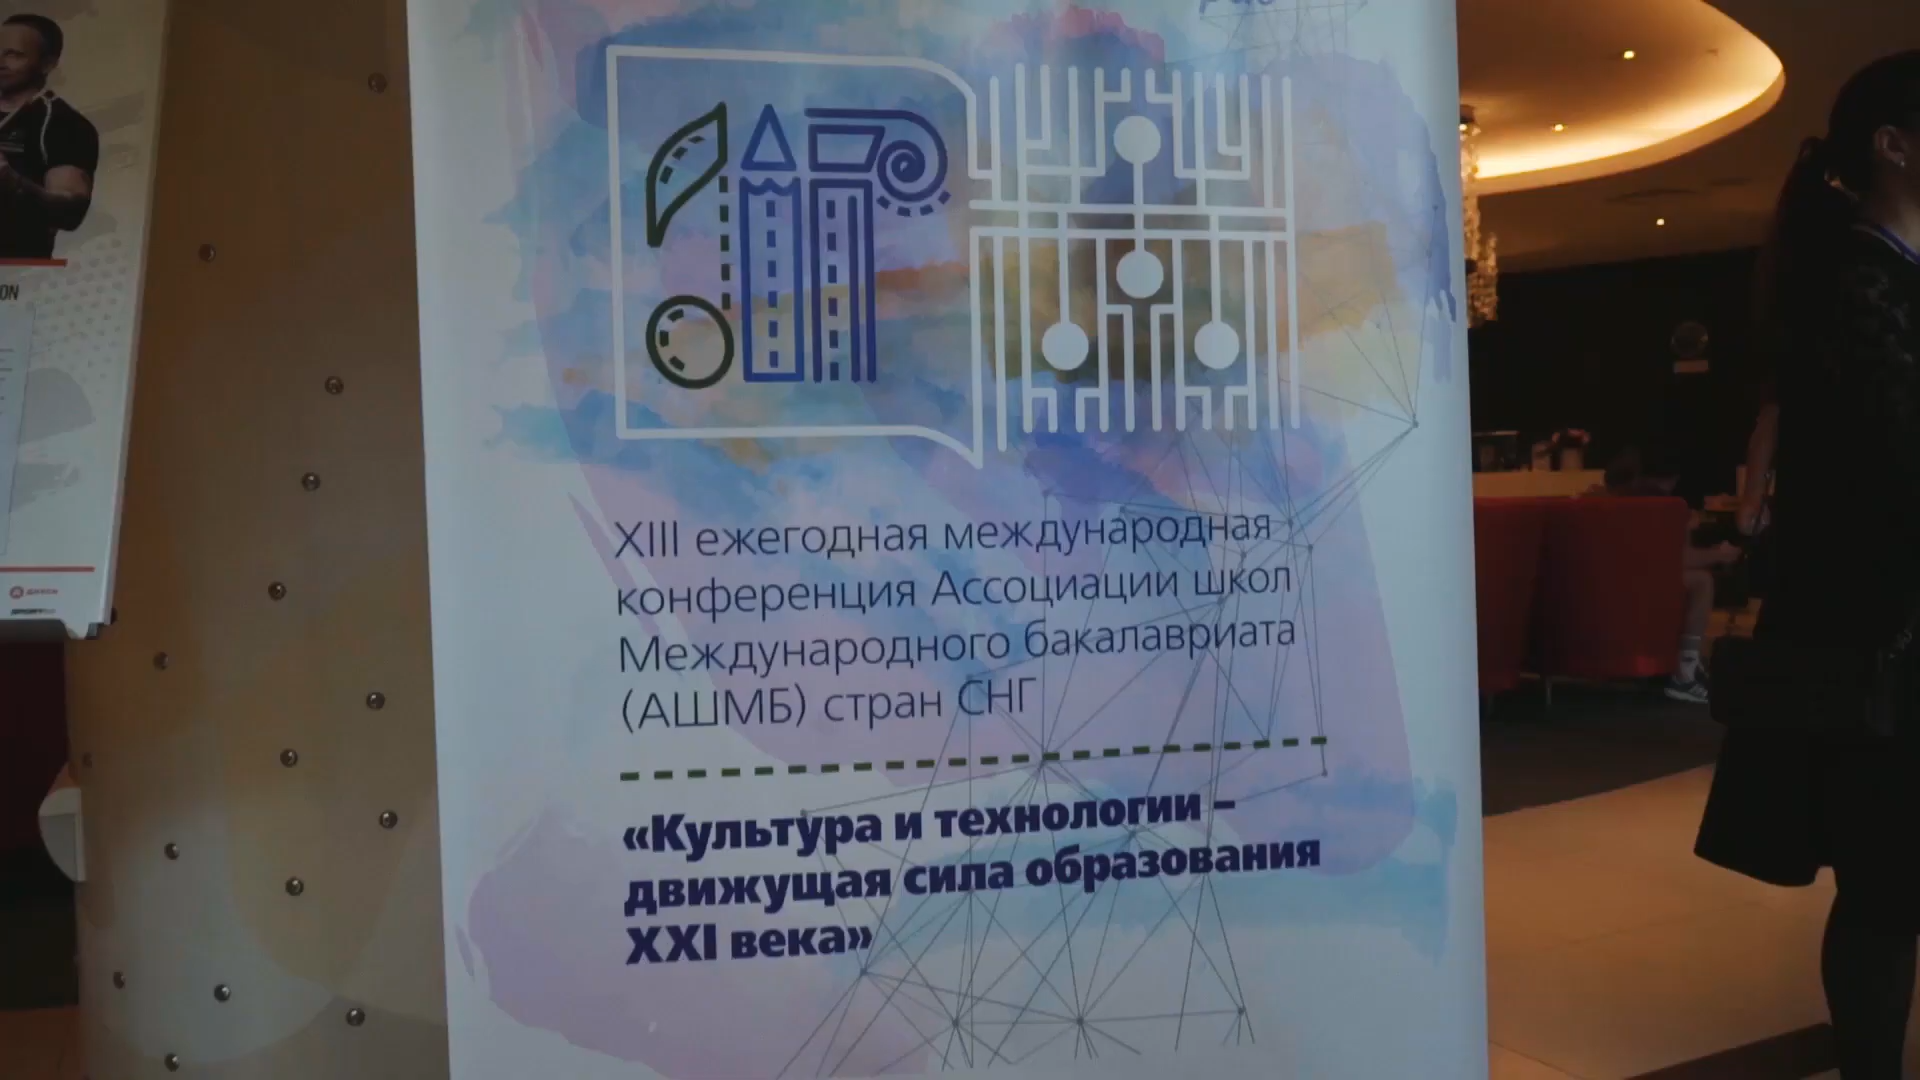 XIII ежегодная международная
конференция Ассоциации школ
Международного бакалавриата
(АШМБ) стран СНГ
«Культура и технологии –
движущая сила образования
XXI века»